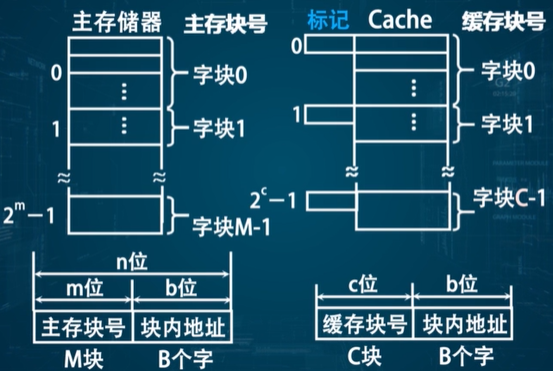 主存储器 主存块号
0
字块0
1
字块1
2^m－1
字块M-1
n位
m位 b位
主存块号 块内地址
M块 B个字
标记 Cache 缓存块号
0
字块0
1
字块1
2^c－1
字块C-1
c位 b位
缓存块号 块内地址
C块 B个字